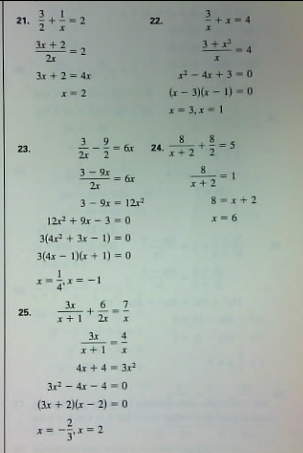 21. 3/2 + 1/x = 2
(3x + 2)/2x = 2
3x + 2 = 4x
x = 2
22. 3/x + x = 4
(3 + x²)/x = 4
x² − 4x + 3 = 0
(x − 3)(x − 1) = 0
x = 3, x = 1
23. 3/2x − 9/2 = 6x
(3 − 9x)/2x = 6x
3 − 9x = 12x²
12x² + 9x − 3 = 0
3(4x² + 3x − 1) = 0
3(4x − 1)(x + 1) = 0
x = 1/4, x = −1
24. 8/(x + 2) + 8/2 = 5
8/(x + 2) = 1
8 = x + 2
x = 6
25. 3x/(x + 1) + 6/2x = 7/x
3x/(x + 1) = 4/x
4x + 4 = 3x²
3x² − 4x − 4 = 0
(3x + 2)(x − 2) = 0
x = −2/3, x = 2